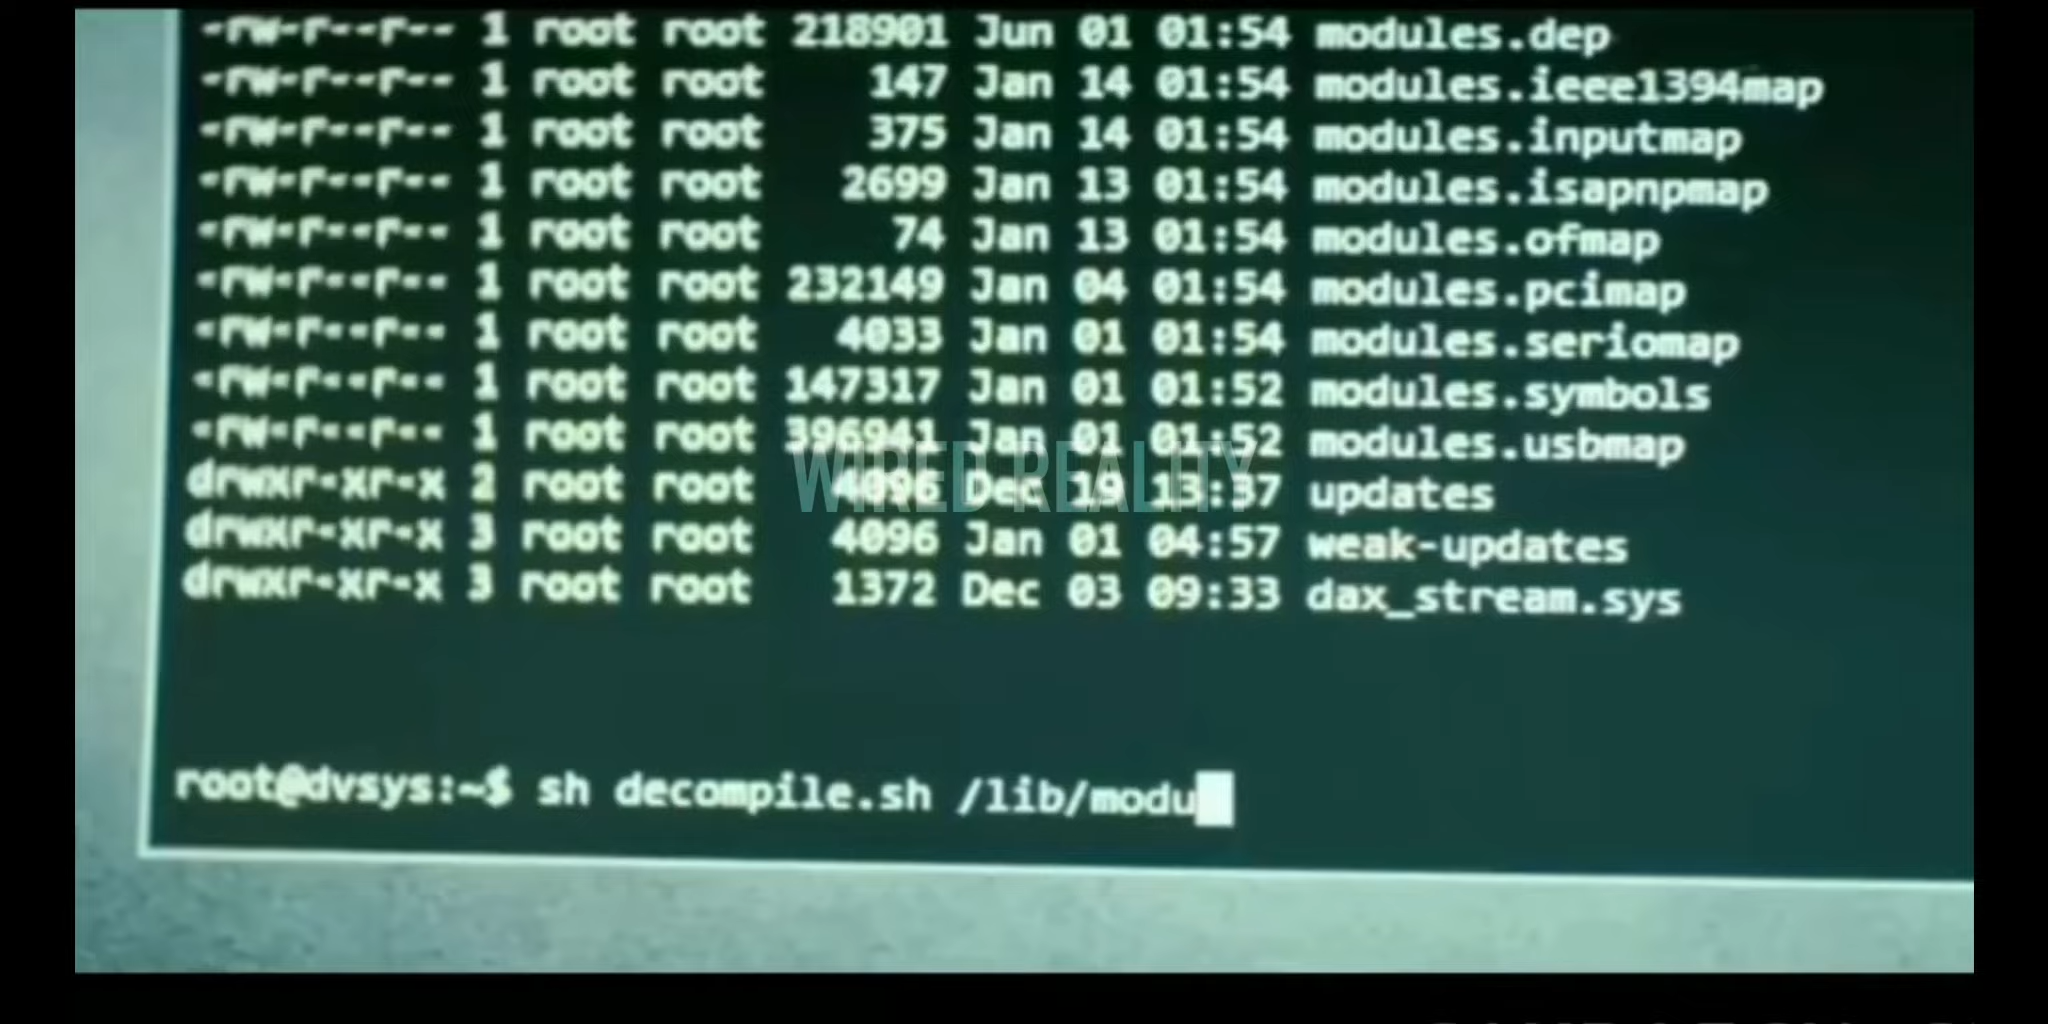 -rw-r--r-- 1 root root 218901 Jun 01 01:54 modules.dep
-rw-r--r-- 1 root root 147 Jan 14 01:54 modules.ieee1394map
-rw-r--r-- 1 root root 375 Jan 14 01:54 modules.inputmap
-rw-r--r-- 1 root root 2699 Jan 13 01:54 modules.isapnpmap
-rw-r--r-- 1 root root 74 Jan 13 01:54 modules.ofmap
-rw-r--r-- 1 root root 232149 Jan 04 01:54 modules.pcimap
-rw-r--r-- 1 root root 4033 Jan 01 01:54 modules.seriomap
-rw-r--r-- 1 root root 147317 Jan 01 01:52 modules.symbols
-rw-r--r-- 1 root root 396941 Jan 01 01:52 modules.usbmap
WIRED REALITY
drwxr-xr-x 2 root root 4096 Dec 19 13:37 updates
drwxr-xr-x 3 root root 4096 Jan 01 04:57 weak-updates
drwxr-xr-x 3 root root 1372 Dec 03 09:33 dax_stream.sys
root@dvsys:~$ sh decompile.sh /lib/modu